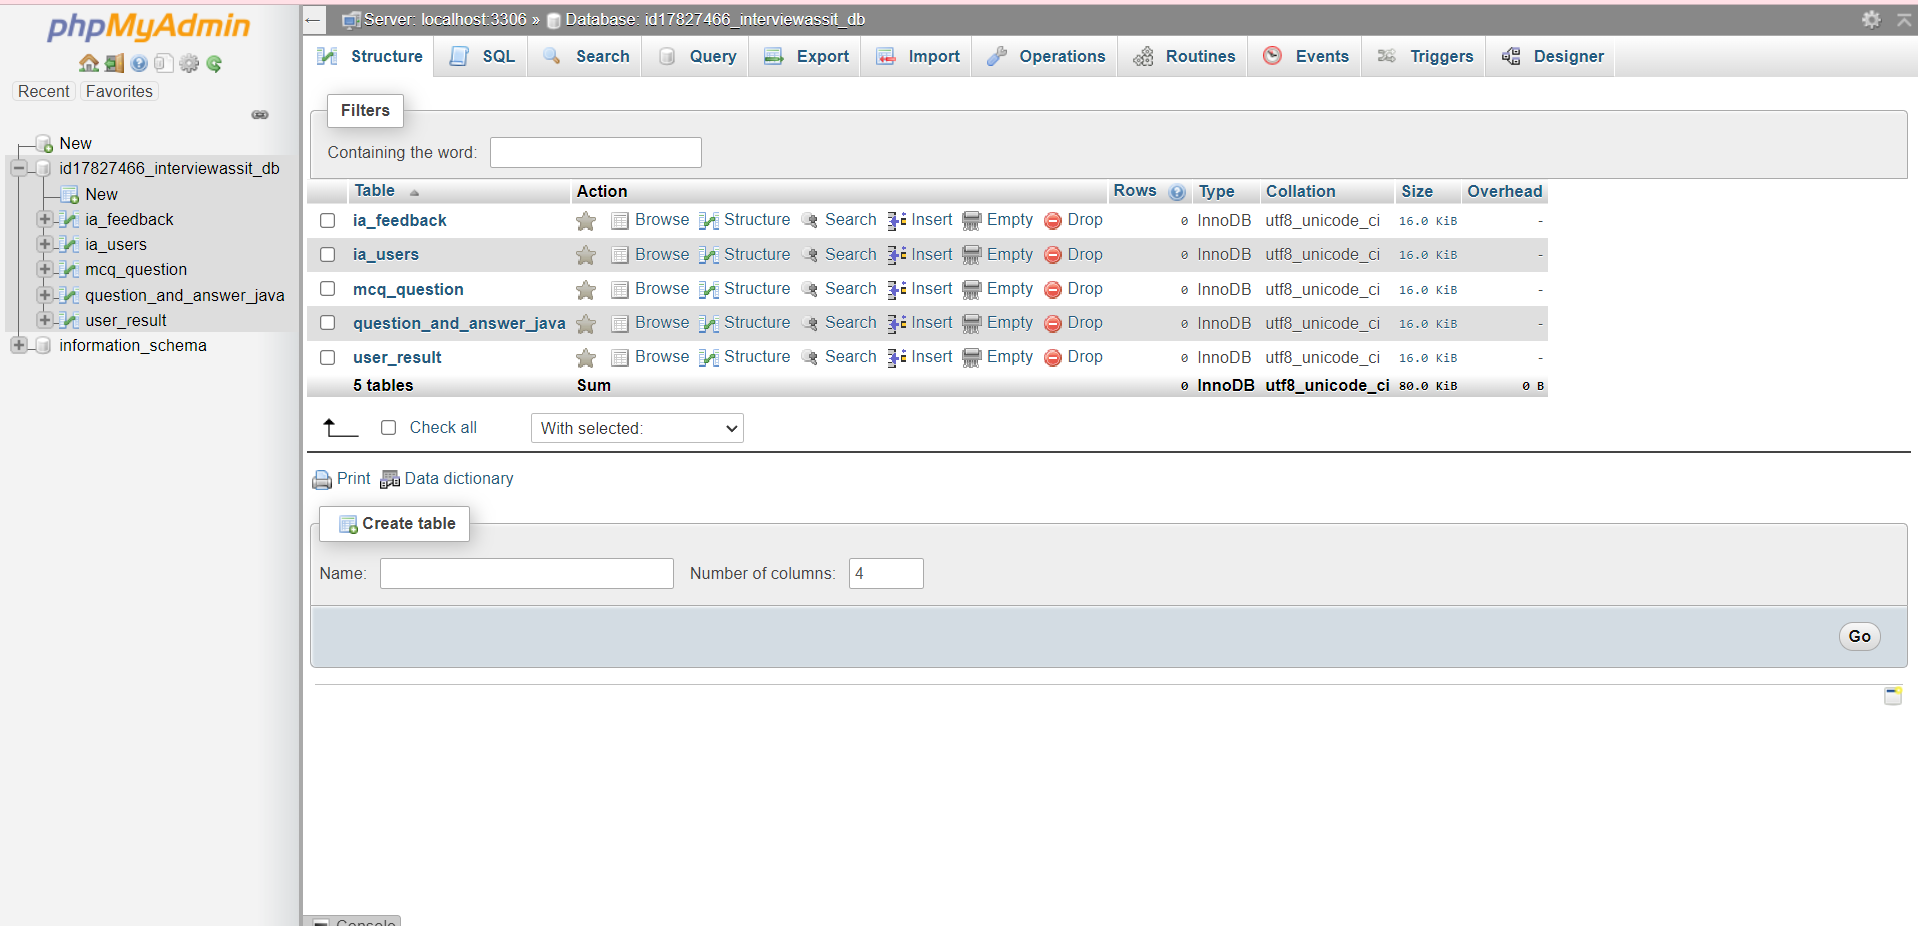 phpMyAdmin
Recent Favorites
New
id17827466_interviewassit_db
New
ia_feedback
ia_users
mcq_question
question_and_answer_java
user_result
information_schema
Server: localhost:3306 » Database: id17827466_interviewassit_db
Structure SQL Search Query Export Import Operations Routines Events Triggers Designer
Filters
Containing the word:
Table Action Rows Type Collation Size Overhead
ia_feedback Browse Structure Search Insert Empty Drop 0 InnoDB utf8_unicode_ci 16.0 KiB -
ia_users Browse Structure Search Insert Empty Drop 0 InnoDB utf8_unicode_ci 16.0 KiB -
mcq_question Browse Structure Search Insert Empty Drop 0 InnoDB utf8_unicode_ci 16.0 KiB -
question_and_answer_java Browse Structure Search Insert Empty Drop 0 InnoDB utf8_unicode_ci 16.0 KiB -
user_result Browse Structure Search Insert Empty Drop 0 InnoDB utf8_unicode_ci 16.0 KiB -
5 tables Sum 0 InnoDB utf8_unicode_ci 80.0 KiB 0 B
Check all With selected:
Print Data dictionary
Create table
Name: Number of columns: 4
Go
Console